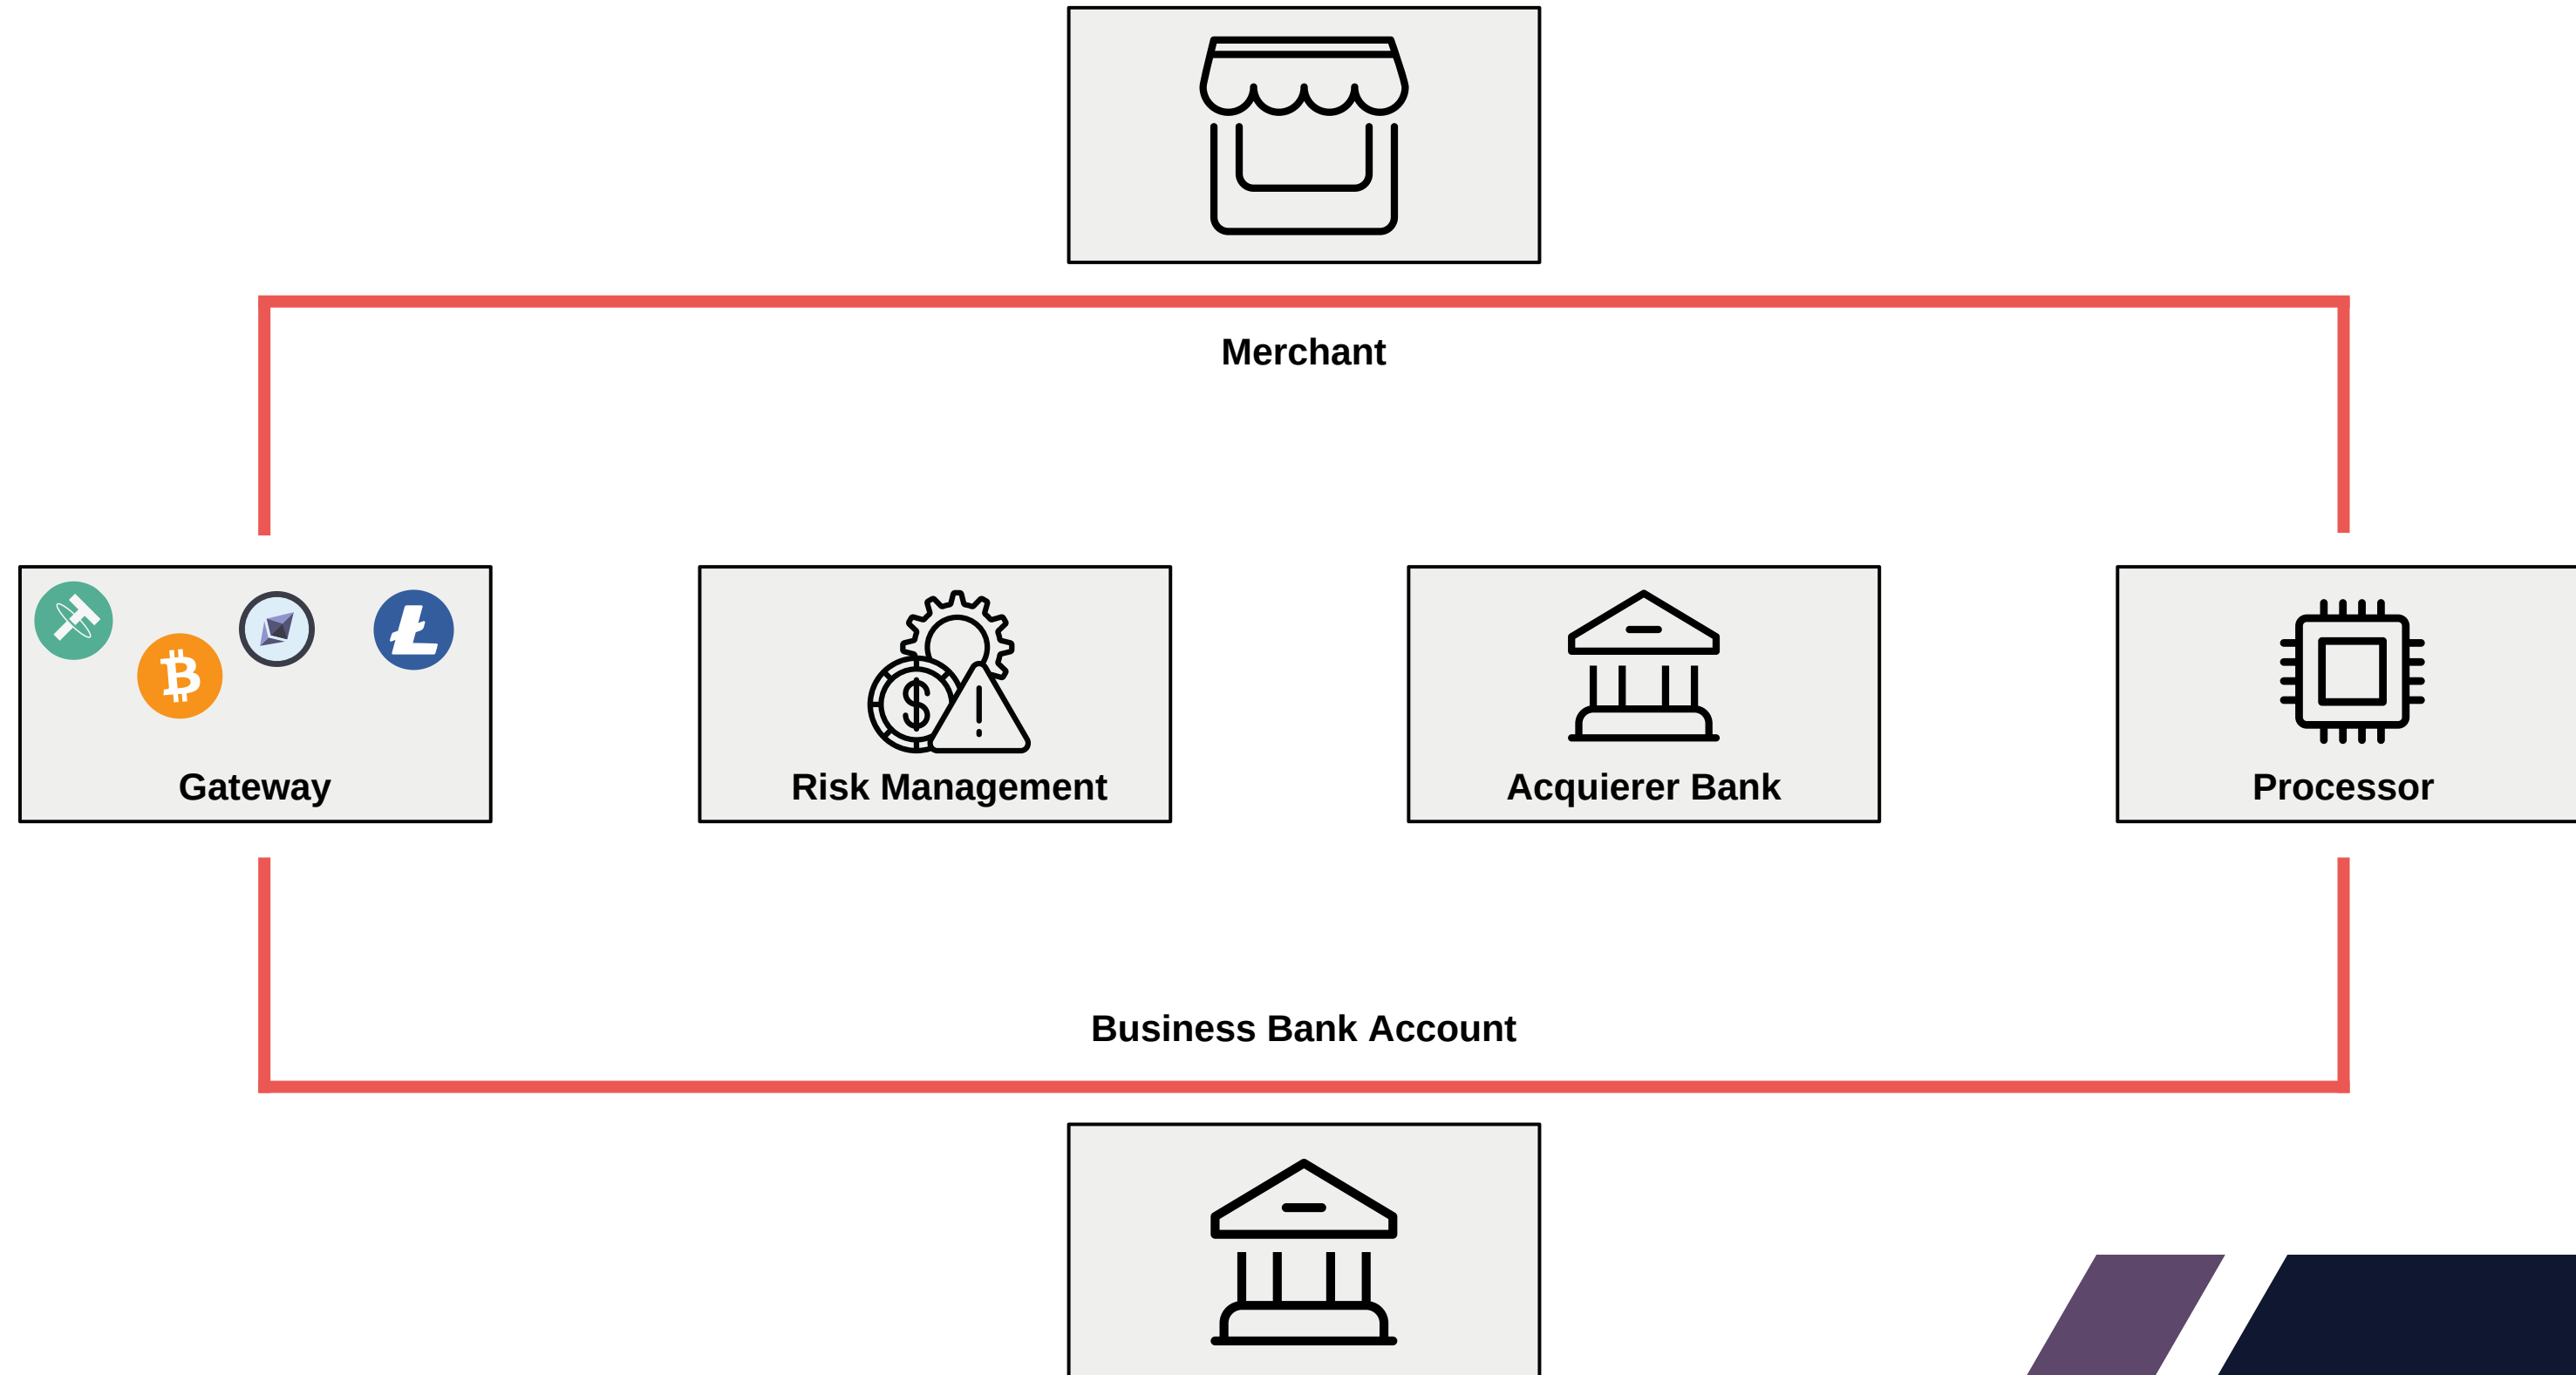 Merchant
Gateway
Risk Management
Acquierer Bank
Processor
Business Bank Account